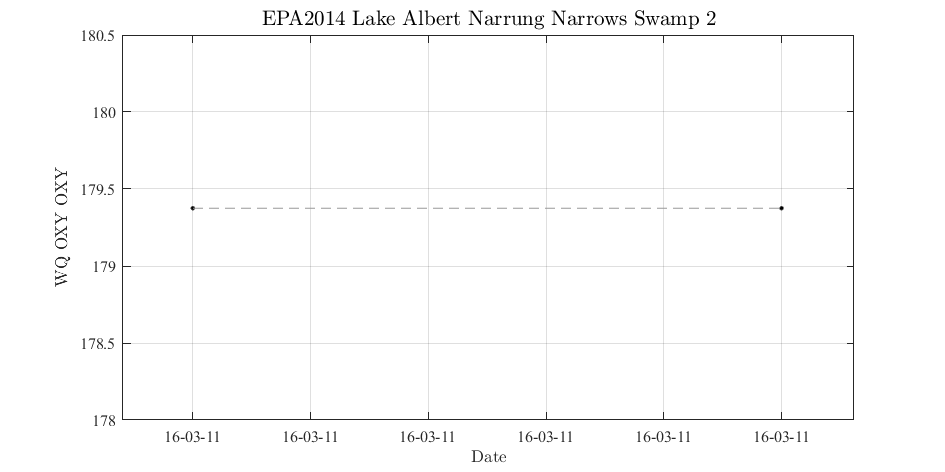 EPA2014 Lake Albert Narrung Narrows Swamp 2
180.5
180
179.5
179
178.5
178
WQ OXY OXY
16-03-11 16-03-11 16-03-11 16-03-11 16-03-11 16-03-11
Date